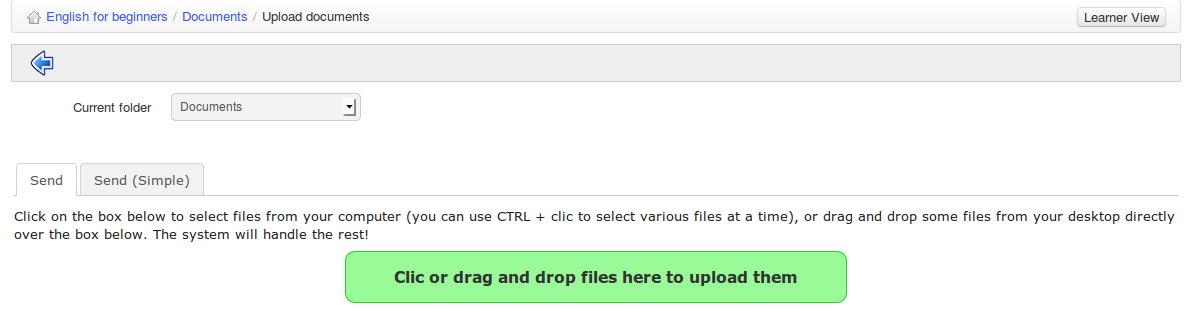 English for beginners / Documents / Upload documents
Learner View
Current folder
Documents
Send
Send (Simple)
Click on the box below to select files from your computer (you can use CTRL + clic to select various files at a time), or drag and drop some files from your desktop directly
over the box below. The system will handle the rest!
Clic or drag and drop files here to upload them